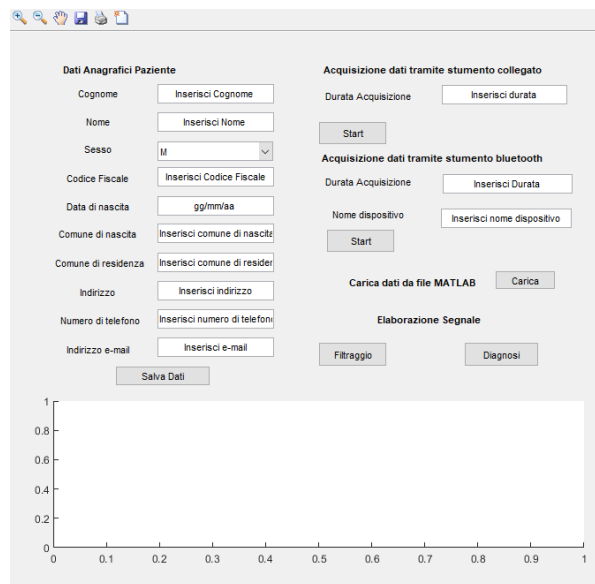 Dati Anagrafici Paziente
Cognome Inserisci Cognome
Nome Inserisci Nome
Sesso M
Codice Fiscale Inserisci Codice Fiscale
Data di nascita gg/mm/aa
Comune di nascita Inserisci comune di nascita
Comune di residenza Inserisci comune di resider
Indirizzo Inserisci indirizzo
Numero di telefono Inserisci numero di telefono
Indirizzo e-mail Inserisci e-mail
Salva Dati
Acquisizione dati tramite stumento collegato
Durata Acquisizione Inserisci durata
Start
Acquisizione dati tramite stumento bluetooth
Durata Acquisizione Inserisci Durata
Nome dispositivo Inserisci nome dispositivo
Start
Carica dati da file MATLAB Carica
Elaborazione Segnale
Filtraggio Diagnosi
1
0.8
0.6
0.4
0.2
0
0 0.1 0.2 0.3 0.4 0.5 0.6 0.7 0.8 0.9 1